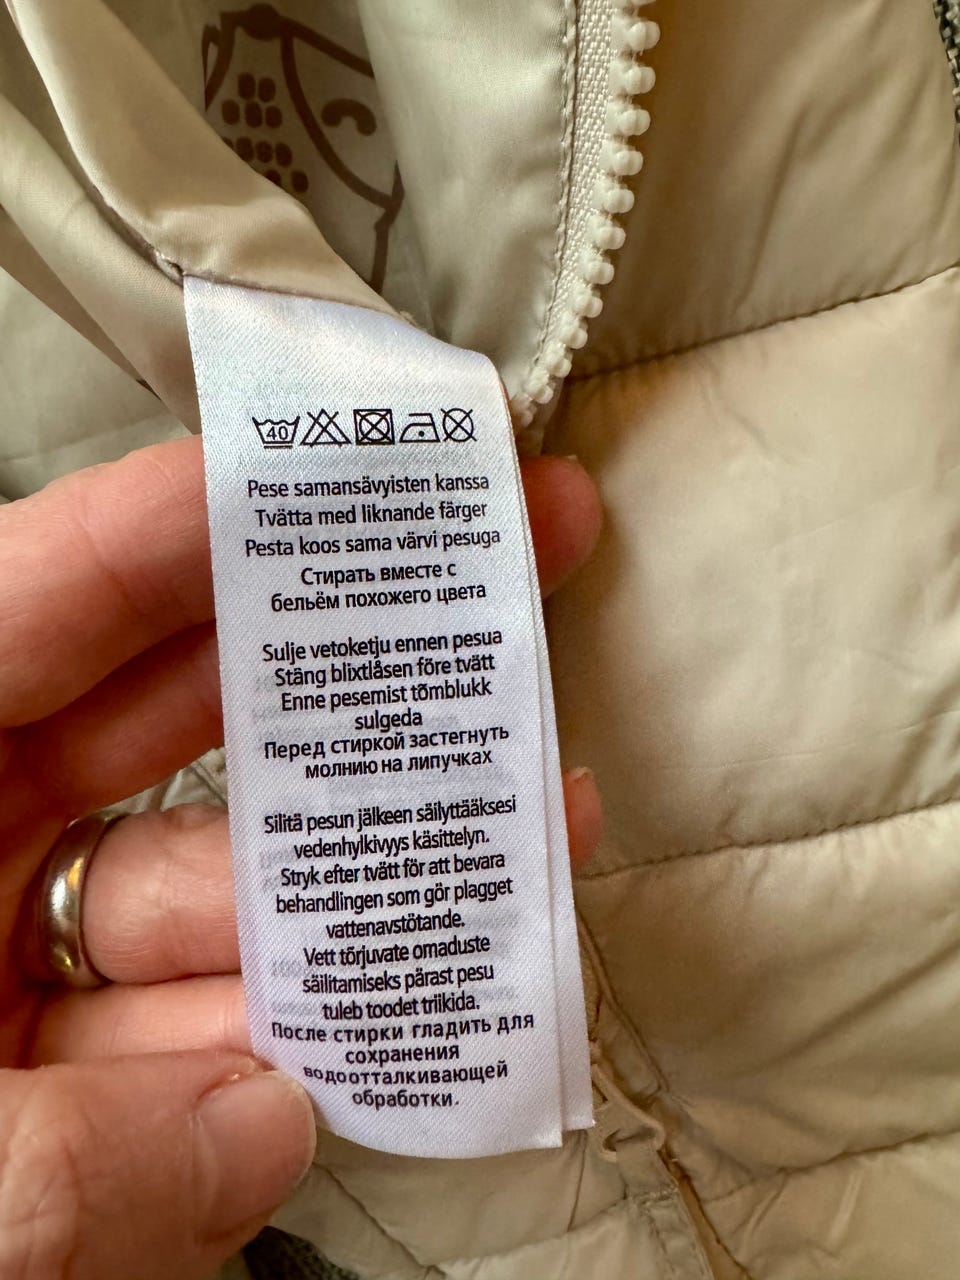 40
Pese samansävyisten kanssa
Tvätta med liknande färger
Pesta koos sama värvi pesuga
Стирать вместе с
бельём похожего цвета
Sulje vetoketju ennen pesua
Stäng blixtlåsen före tvätt
Enne pesemist tõmblukk
sulgeda
Перед стиркой застегнуть
молнию на липучках
Silitä pesun jälkeen säilyttääksesi
vedenhylkivyys käsittelyn.
Stryk efter tvätt för att bevara
behandlingen som gör plagget
vattenavstötande.
Vett tõrjuvate omaduste
säilitamiseks pärast pesu
tuleb toodet triikida.
После стирки гладить для
сохранения
водоотталкивающей
обработки.